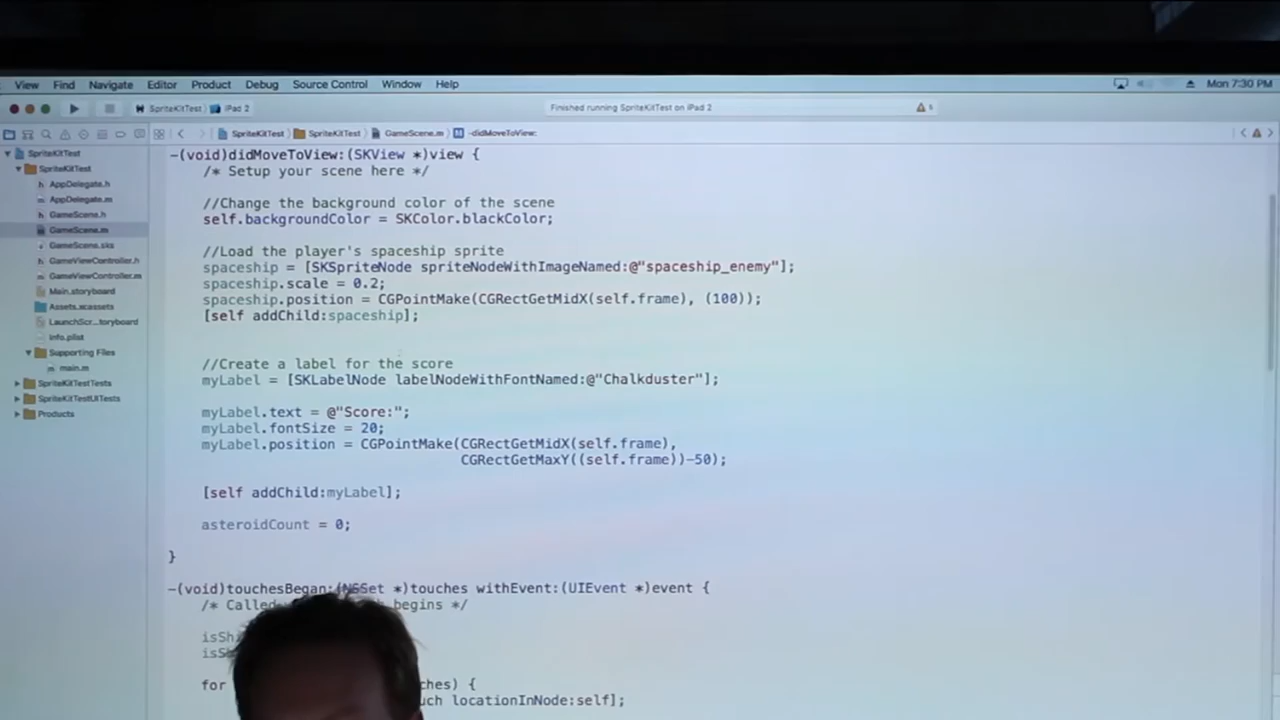 View Find Navigate Editor Product Debug Source Control Window Help Mon 7:30 PM
SpriteKitTest iPad 2 Finished running SpriteKitTest on iPad 2
SpriteKitTest SpriteKitTest GameScene.m M -didMoveToView:
SpriteKitTest
SpriteKitTest
AppDelegate.h
AppDelegate.m
GameScene.h
GameScene.m
GameScene.sks
GameViewController.h
GameViewController.m
Main.storyboard
Assets.xcassets
LaunchScr...toryboard
Info.plist
Supporting Files
main.m
SpriteKitTestTests
SpriteKitTestUITests
Products
-(void)didMoveToView:(SKView *)view {
/* Setup your scene here */
//Change the background color of the scene
self.backgroundColor = SKColor.blackColor;
//Load the player's spaceship sprite
spaceship = [SKSpriteNode spriteNodeWithImageNamed:@"spaceship_enemy"];
spaceship.scale = 0.2;
spaceship.position = CGPointMake(CGRectGetMidX(self.frame), (100));
[self addChild:spaceship];
//Create a label for the score
myLabel = [SKLabelNode labelNodeWithFontNamed:@"Chalkduster"];
myLabel.text = @"Score:";
myLabel.fontSize = 20;
myLabel.position = CGPointMake(CGRectGetMidX(self.frame),
CGRectGetMaxY((self.frame))-50);
[self addChild:myLabel];
asteroidCount = 0;
}
-(void)touchesBegan:(NSSet *)touches withEvent:(UIEvent *)event {
/* Called begins */
for ches) {
locationInNode:self];